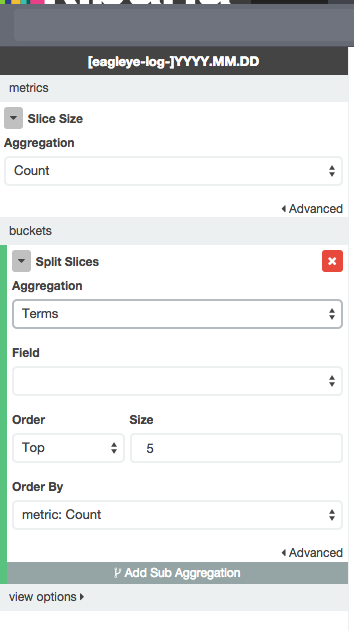 [eagleye-log-]YYYY.MM.DD
metrics
Slice Size
Aggregation
Count
Advanced
buckets
Split Slices
Aggregation
Terms
Field
Order Size
Top 5
Order By
metric: Count
Advanced
Add Sub Aggregation
view options